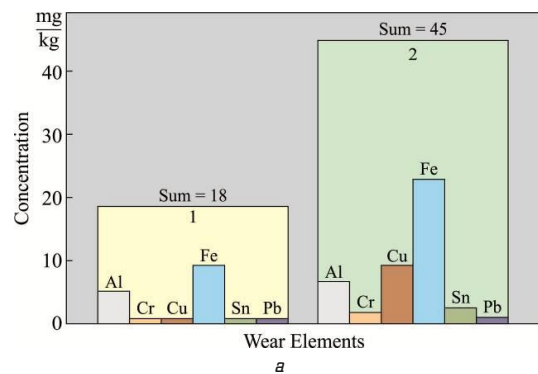 mg
kg
40
30
20
10
0
Concentration
Sum = 18
1
Al
Cr
Cu
Fe
Sn
Pb
Sum = 45
2
Al
Cr
Cu
Fe
Sn
Pb
Wear Elements
a